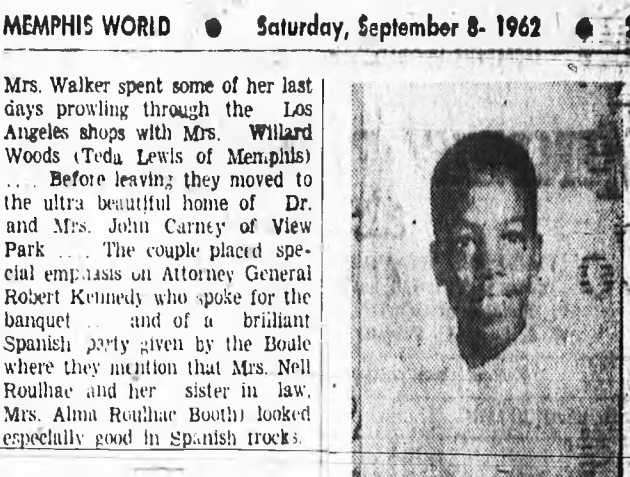 MEMPHIS WORLD ● Saturday, September 8- 1962 ●
Mrs. Walker spent some of her last
days prowling through the Los
Angeles shops with Mrs. Willard
Woods (Teda Lewis of Memphis)
.... Before leaving they moved to
the ultra beautiful home of Dr.
and Mrs. John Carney of View
Park .... The couple placed spe-
cial emphasis on Attorney General
Robert Kennedy who spoke for the
banquet .. and of a brilliant
Spanish party given by the Boule
where they mention that Mrs. Nell
Roulhac and her sister in law,
Mrs. Alma Roulhac Booth) looked
especially good in Spanish frocks.